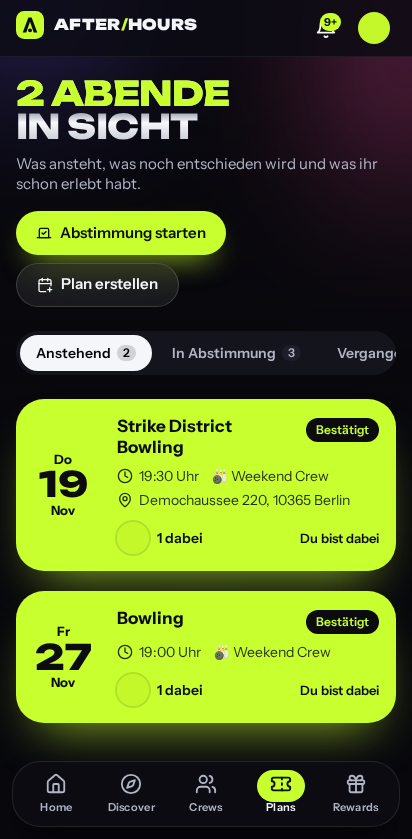 AFTER/HOURS
9+
2 ABENDE
IN SICHT
Was ansteht, was noch entschieden wird und was ihr
schon erlebt habt.
Abstimmung starten
Plan erstellen
Anstehend 2 In Abstimmung 3 Vergang
Do
19
Nov
Strike District
Bowling
Bestätigt
19:30 Uhr Weekend Crew
Demochaussee 220, 10365 Berlin
1 dabei
Du bist dabei
Fr
27
Nov
Bowling
Bestätigt
19:00 Uhr Weekend Crew
1 dabei
Du bist dabei
Home Discover Crews Plans Rewards